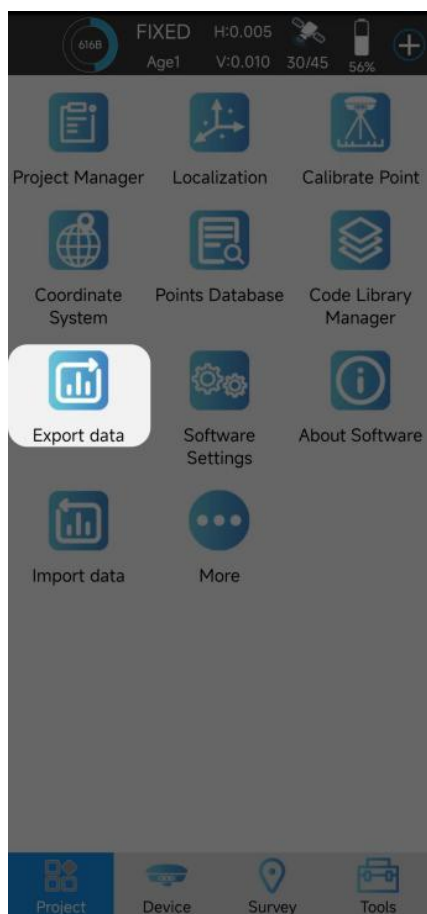 616B
FIXED
H:0.005
Age1
V:0.010
30/45
56%
Project Manager
Localization
Calibrate Point
Coordinate
System
Points Database
Code Library
Manager
Export data
Software
Settings
About Software
Import data
More
Project
Device
Survey
Tools